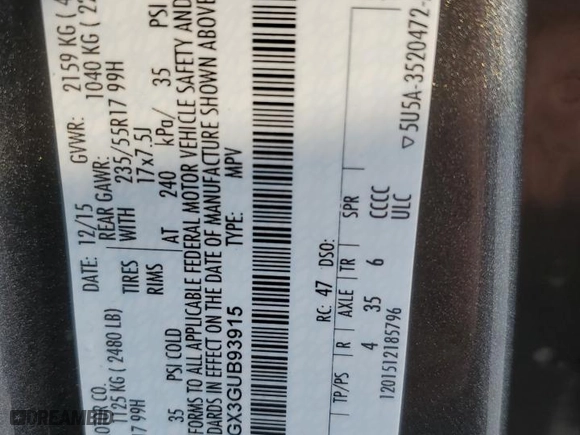 DATE: 12/15 GVWR: 2159 KG (
1125 KG ( 2480 LB) REAR GAWR: 1040 KG (
99H TIRES WITH 235/55R17 99H
RIMS 17x7.5J
35 PSI COLD AT 240 kPa/ 35 PSI
FORMS TO ALL APPLICABLE FEDERAL MOTOR VEHICLE SAFETY AND
DARDS IN EFFECT ON THE DATE OF MANUFACTURE SHOWN ABOVE
GX3GUB93915 TYPE: MPV
RC: 47 DSO:
TP/PS R AXLE TR SPR
4 35 6 CCCC
1201512185796 ULC
▽5U5A-3520472-
DREAMBID